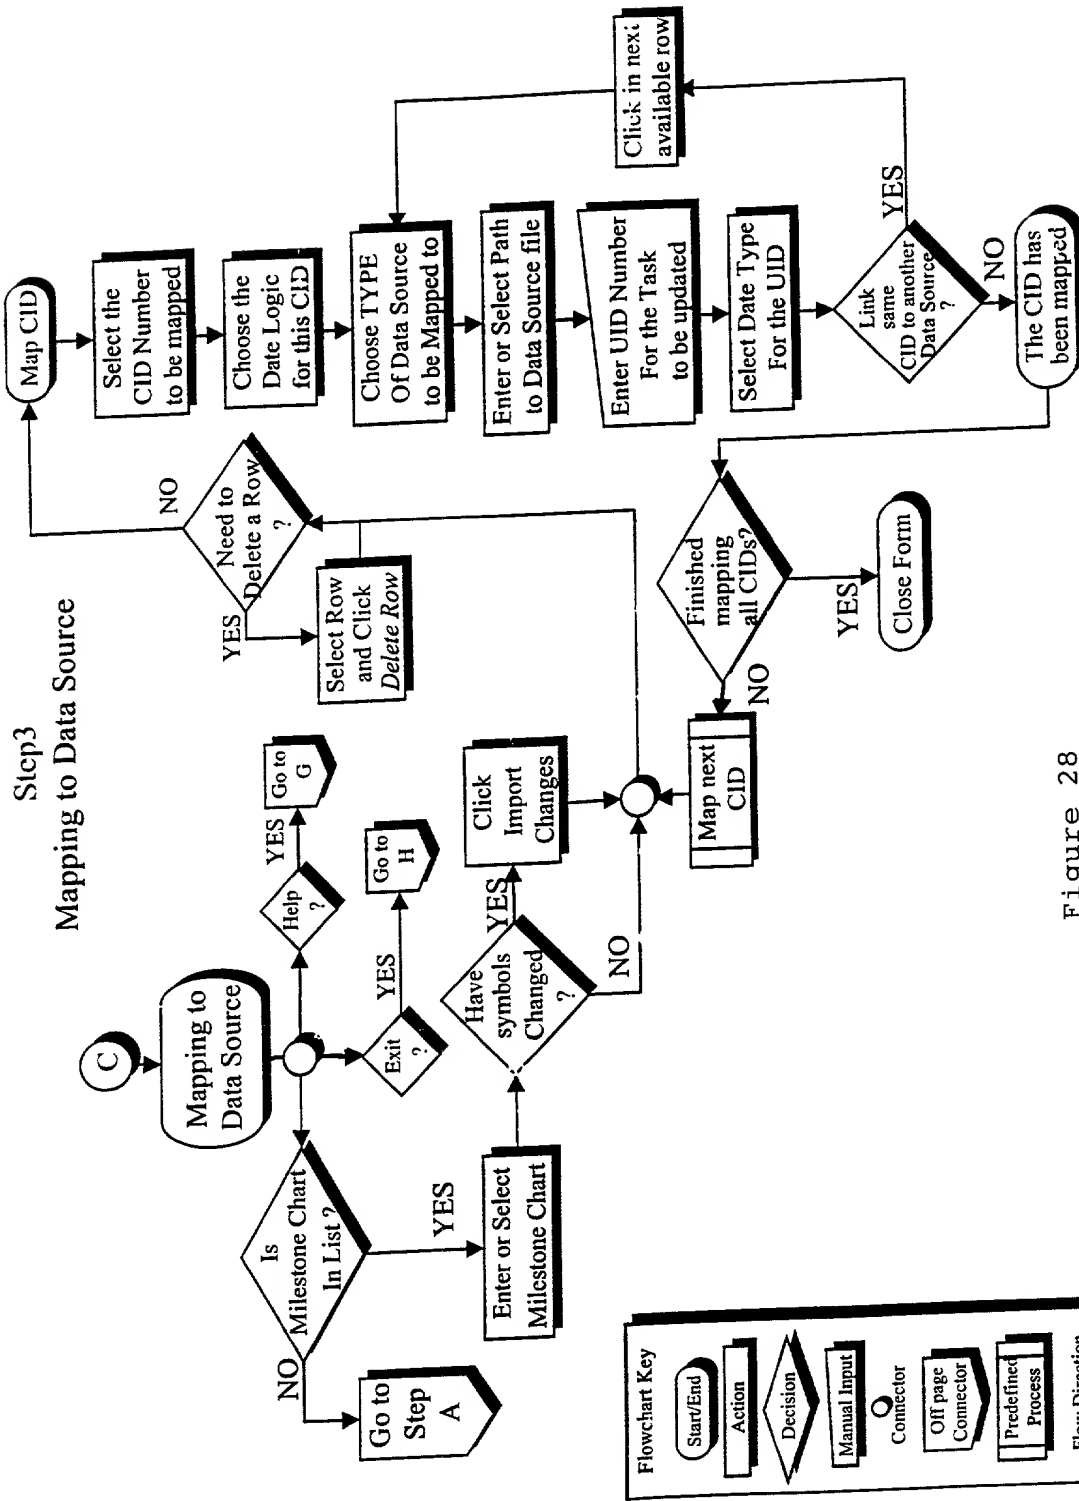 Step3
Mapping to Data Source
C
Mapping to
Data Source
Help
?
YES
Go to
G
Exit
?
YES
Go to
H
Is
Milestone Chart
In List ?
NO
Go to
Step
A
YES
Enter or Select
Milestone Chart
Have
symbols
Changed
?
YES
Click
Import
Changes
NO
Need to
Delete a Row
?
YES
Select Row
and Click
Delete Row
NO
Map CID
Select the
CID Number
to be mapped
Choose the
Date Logic
for this CID
Choose TYPE
Of Data Source
to be Mapped to
Enter or Select Path
to Data Source file
Enter UID Number
For the Task
to be updated
Select Date Type
For the UID
Link
same
CID to another
Data Source
?
YES
Click in next
available row
NO
The CID has
been mapped
Finished
mapping
all CIDs?
NO
Map next
CID
YES
Close Form
Flowchart Key
Start/End
Action
Decision
Manual Input
Connector
Off page
Connector
Predefined
Process
Flow Direction
Figure 28